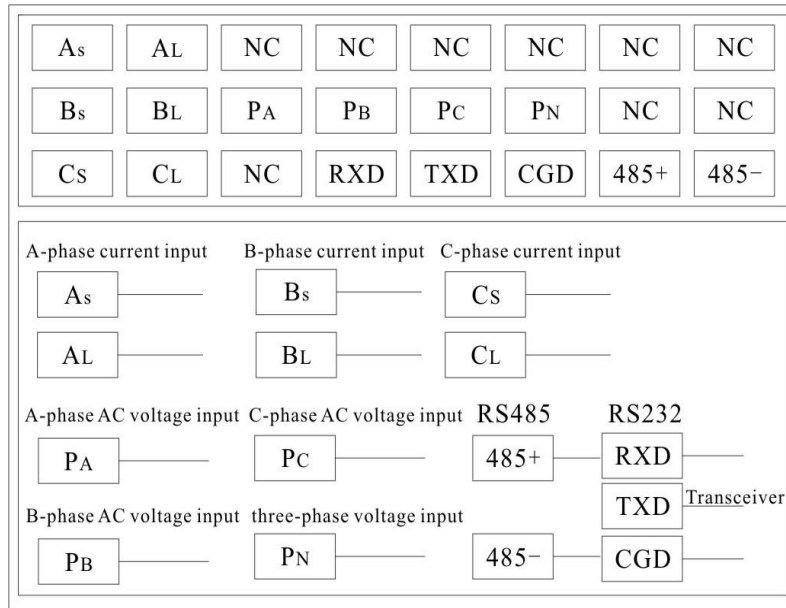 As AL NC NC NC NC NC NC
Bs BL PA PB PC PN NC NC
CS CL NC RXD TXD CGD 485+ 485−
A-phase current input B-phase current input C-phase current input
As Bs CS
AL BL CL
A-phase AC voltage input C-phase AC voltage input RS485 RS232
PA PC 485+ RXD
TXD Transceiver
B-phase AC voltage input three-phase voltage input
PB PN 485− CGD